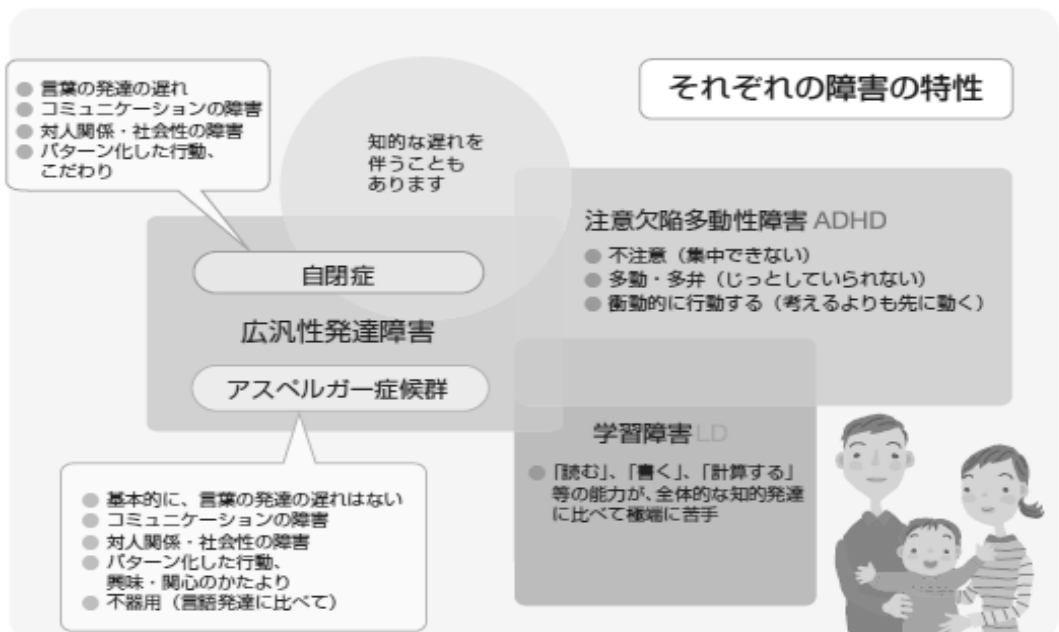 それぞれの障害の特性
● 言葉の発達の遅れ
● コミュニケーションの障害
● 対人関係・社会性の障害
● パターン化した行動、
こだわり
知的な遅れを
伴うことも
あります
自閉症
広汎性発達障害
アスペルガー症候群
● 基本的に、言葉の発達の遅れはない
● コミュニケーションの障害
● 対人関係・社会性の障害
● パターン化した行動、
興味・関心のかたより
● 不器用（言語発達に比べて）
注意欠陥多動性障害 ADHD
● 不注意（集中できない）
● 多動・多弁（じっとしていられない）
● 衝動的に行動する（考えるよりも先に動く）
学習障害 LD
● 「読む」、「書く」、「計算する」
等の能力が、全体的な知的発達
に比べて極端に苦手